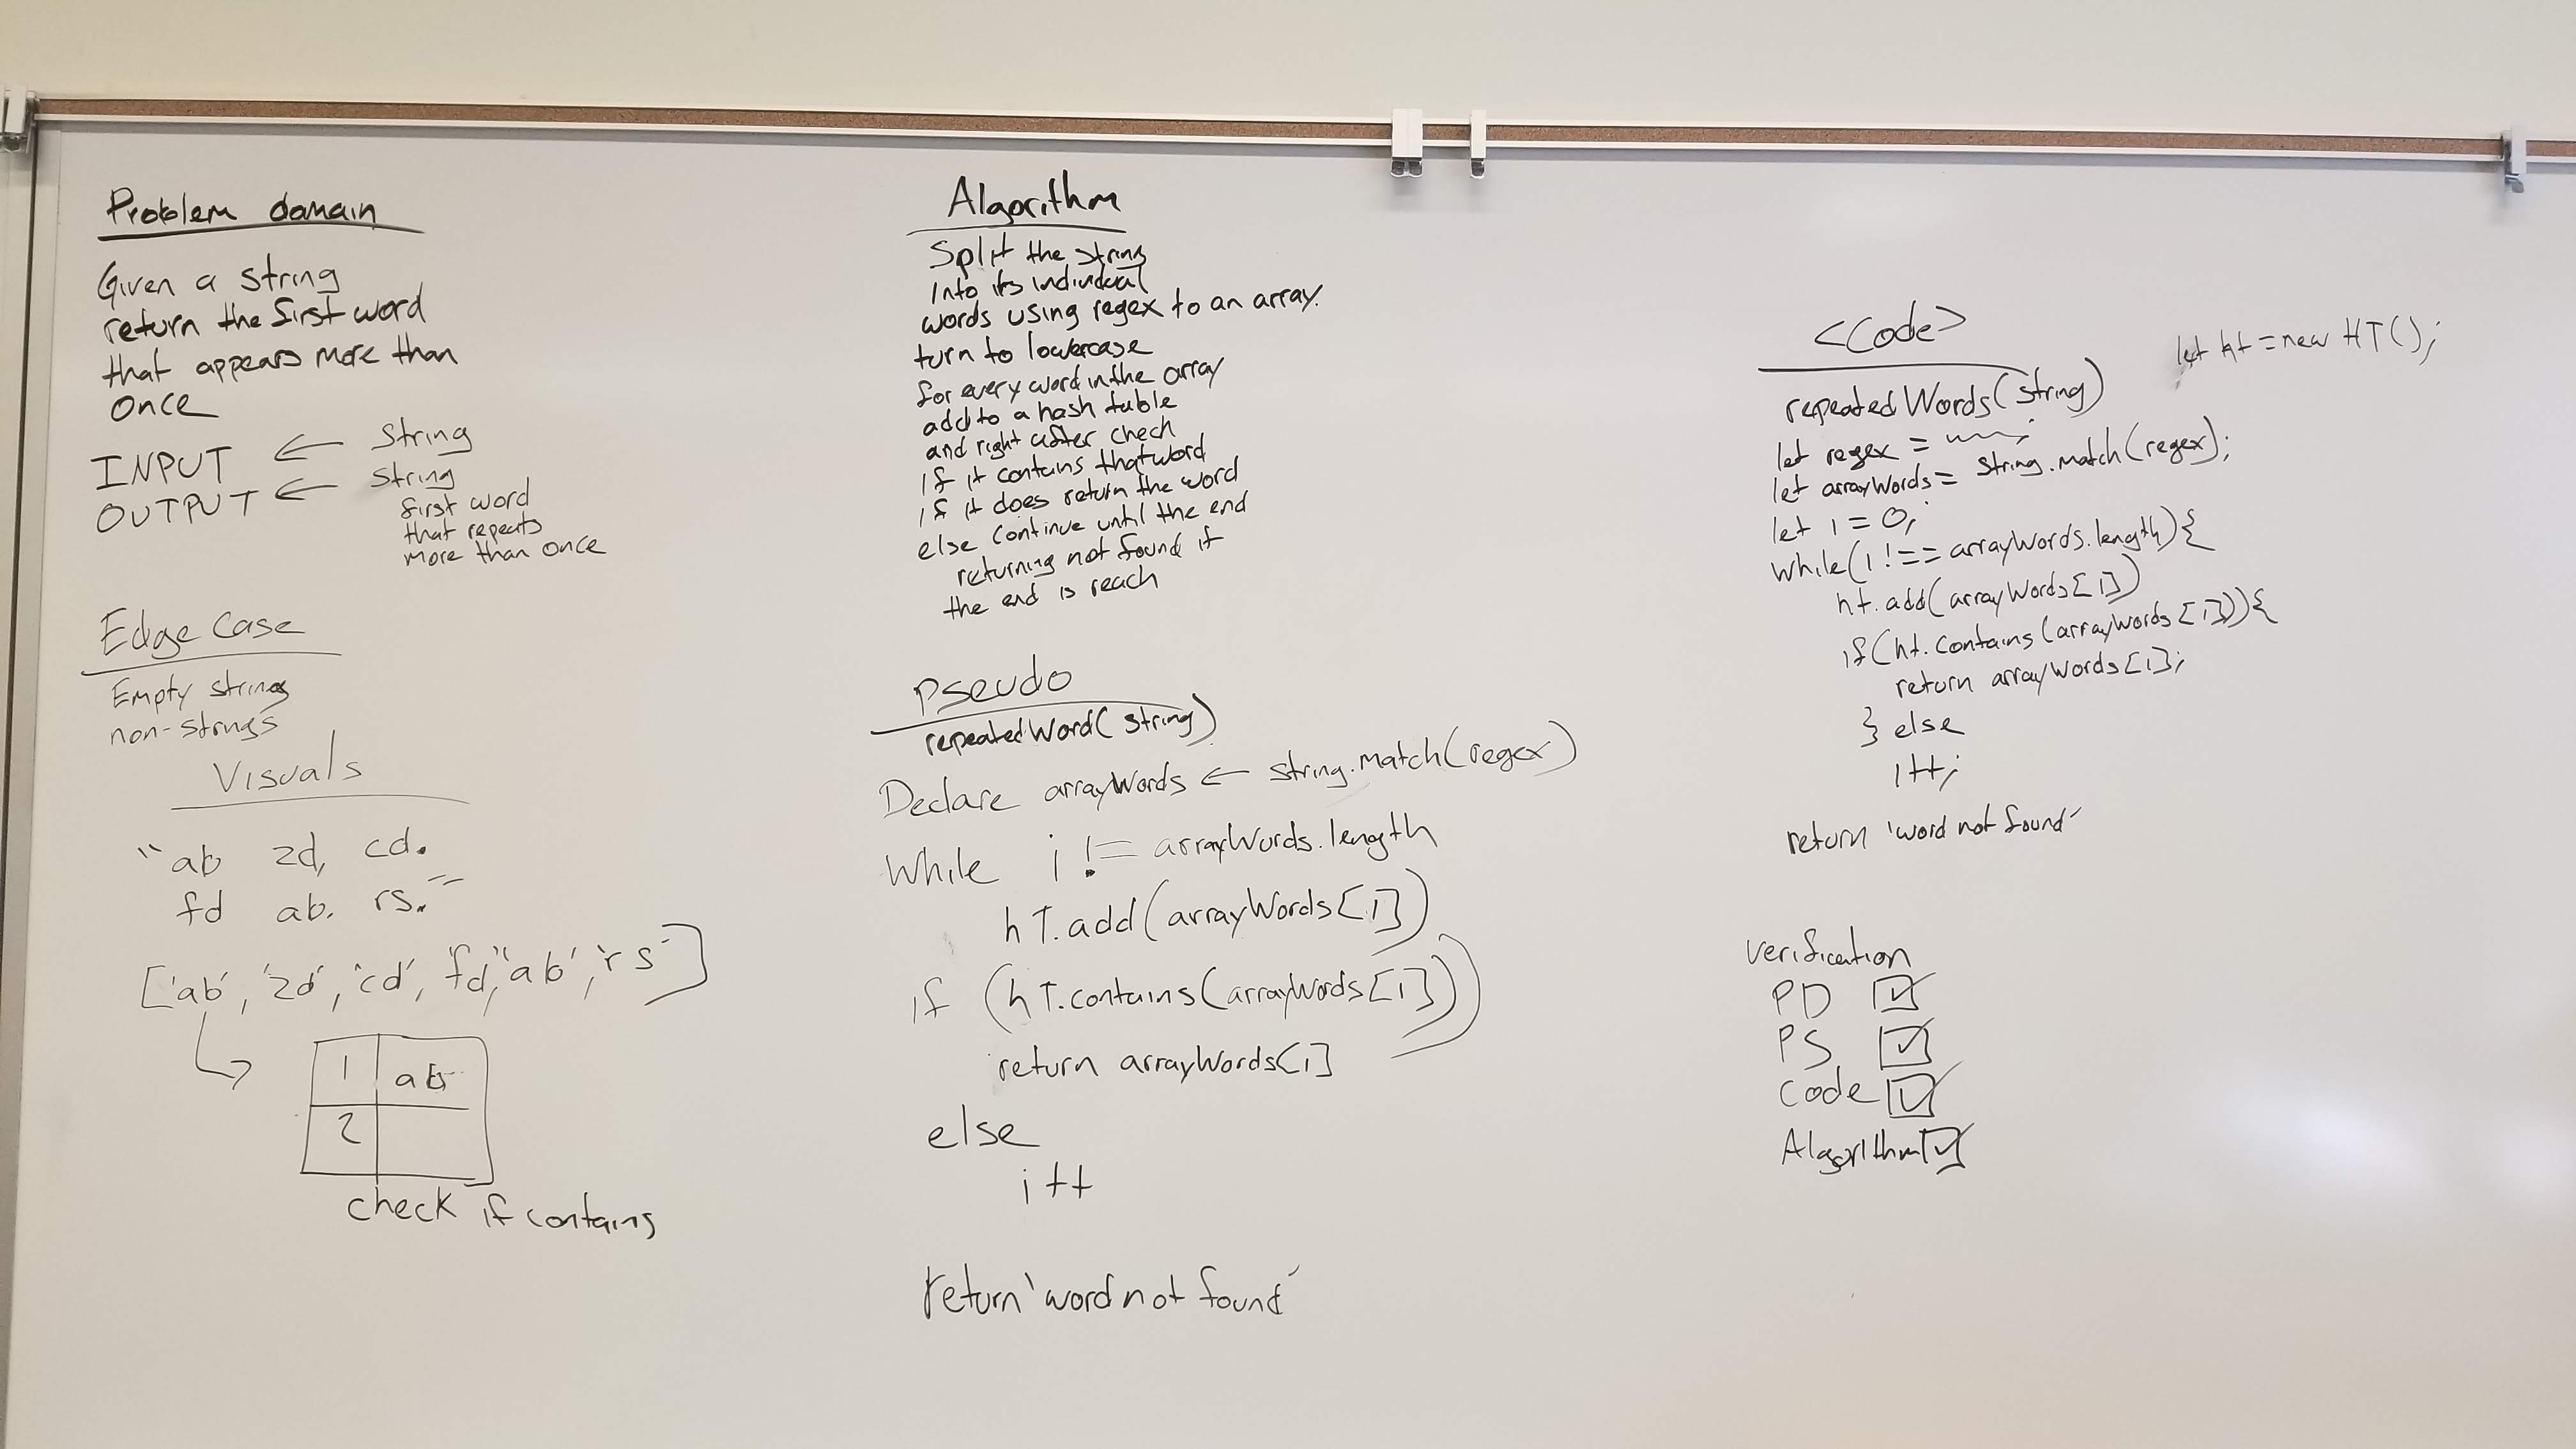 Problem domain
Given a string
return the first word
that appears more than
once
INPUT ← String
OUTPUT ← String
first word
that repeats
more than once
Edge Case
Empty strings
non-strings
Visuals
"ab zd, cd.
fd ab. rs."
['ab', 'zd', 'cd', 'fd', 'ab', 'rs']
1 ab
2
check if contains
Algorithm
Split the string
into its individual
words using regex to an array.
turn to lowercase
for every word in the array
add to a hash table
and right after check
if it contains that word
if it does return the word
else continue until the end
returning not found if
the end is reach
Pseudo
repeatedWord(string)
Declare arrayWords ← string.match(regex)
While i != arrayWords.length
hT.add(arrayWords[i])
if (hT.contains(arrayWords[i]))
return arrayWords[i]
else
i++
return 'word not found'
<Code>
let ht = new HT();
repeatedWords(string)
let regex = ;
let arrayWords = string.match(regex);
let i = 0;
while(i !== arrayWords.length){
ht.add(arrayWords[i])
if(ht.contains(arrayWords[i])){
return arrayWords[i];
} else
i++;
return 'word not found'
verification
PD ☑
PS ☑
Code ☑
Algorithm ☑